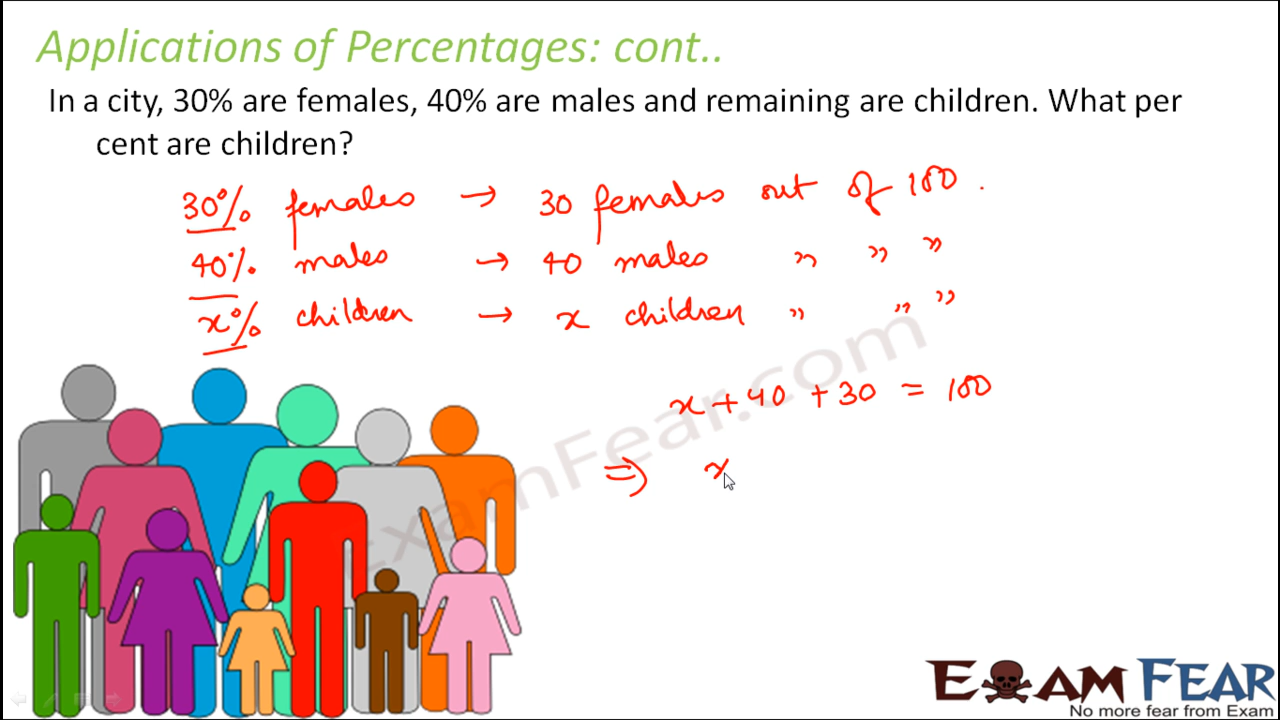 Applications of Percentages: cont..
In a city, 30% are females, 40% are males and remaining are children. What per
cent are children?
30% females → 30 females out of 100.
40% males → 40 males " " "
x% children → x children " " "
x + 40 + 30 = 100
⇒ x
ExamFear.com
EXAM FEAR
No more fear from Exam